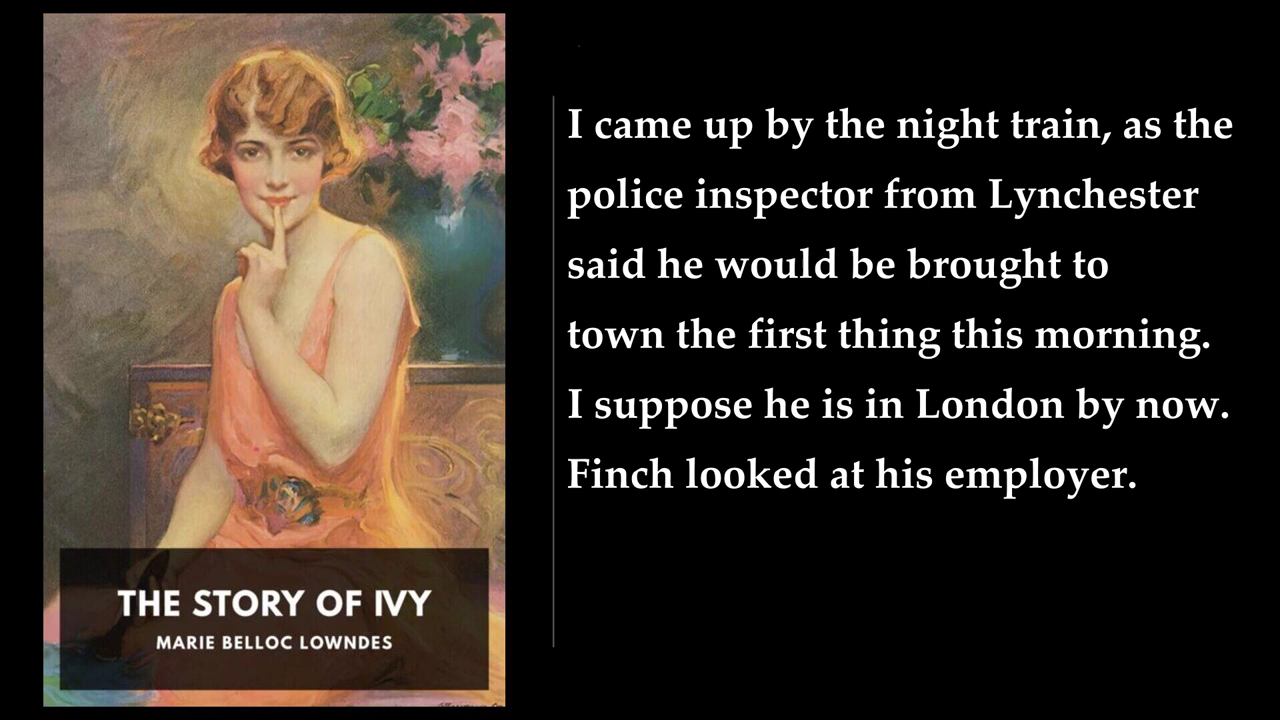 THE STORY OF IVY
MARIE BELLOC LOWNDES
I came up by the night train, as the
police inspector from Lynchester
said he would be brought to
town the first thing this morning.
I suppose he is in London by now.
Finch looked at his employer.